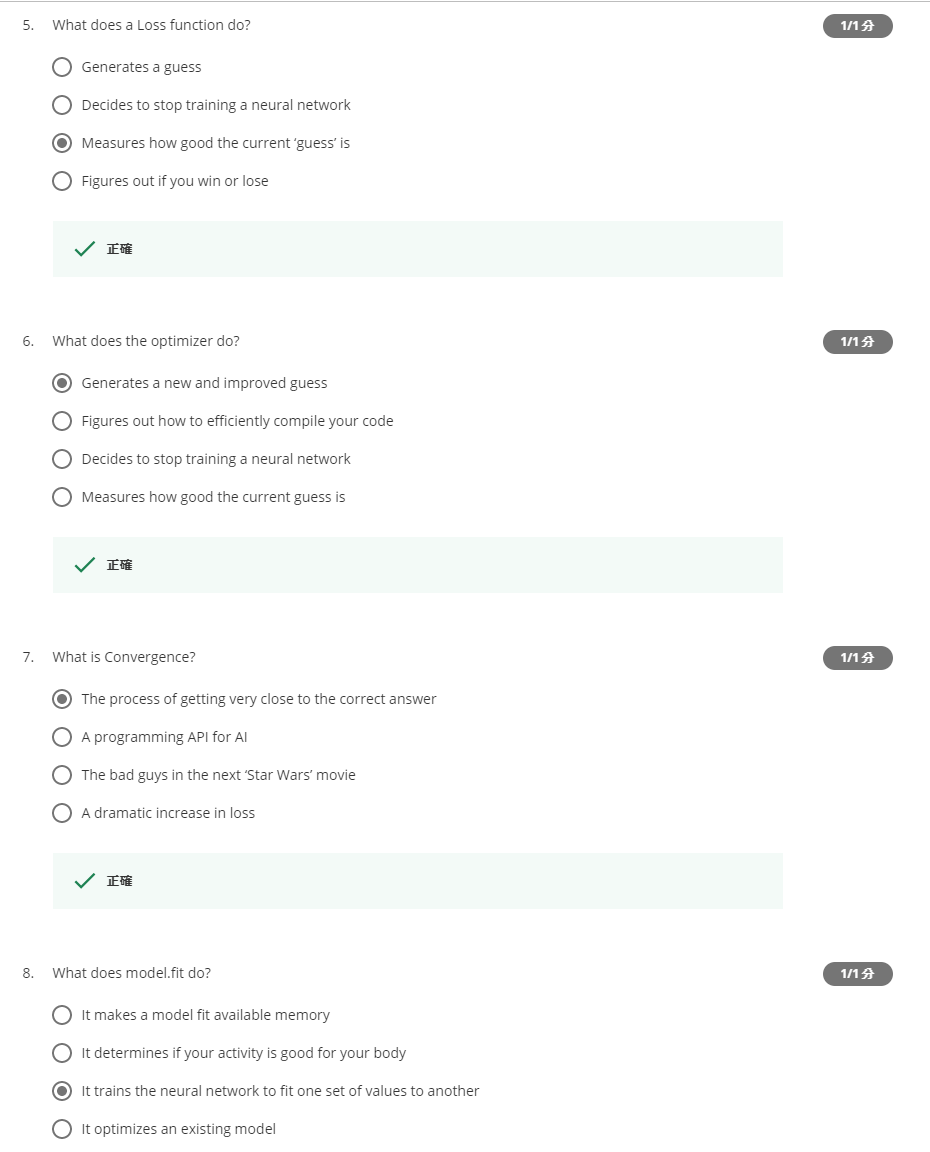 5. What does a Loss function do? 1/1 分
Generates a guess
Decides to stop training a neural network
Measures how good the current ‘guess’ is
Figures out if you win or lose
正確
6. What does the optimizer do? 1/1 分
Generates a new and improved guess
Figures out how to efficiently compile your code
Decides to stop training a neural network
Measures how good the current guess is
正確
7. What is Convergence? 1/1 分
The process of getting very close to the correct answer
A programming API for AI
The bad guys in the next ‘Star Wars’ movie
A dramatic increase in loss
正確
8. What does model.fit do? 1/1 分
It makes a model fit available memory
It determines if your activity is good for your body
It trains the neural network to fit one set of values to another
It optimizes an existing model